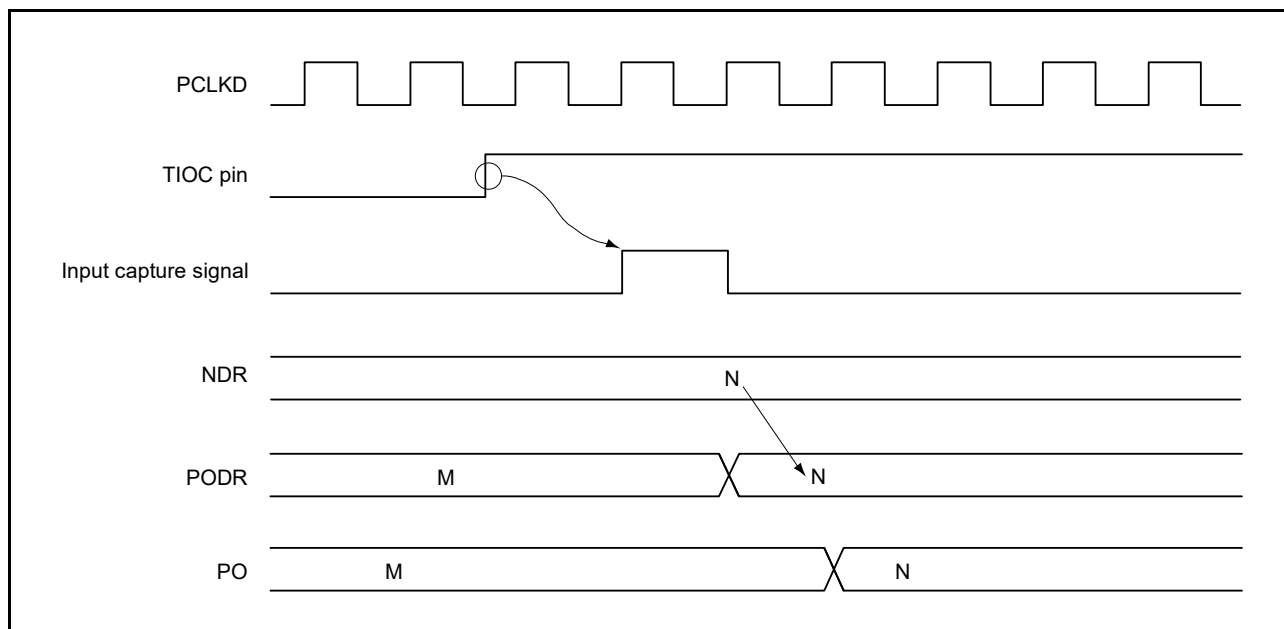 PCLKD
TIOC pin
Input capture signal
NDR
N
PODR
M
N
PO
M
N